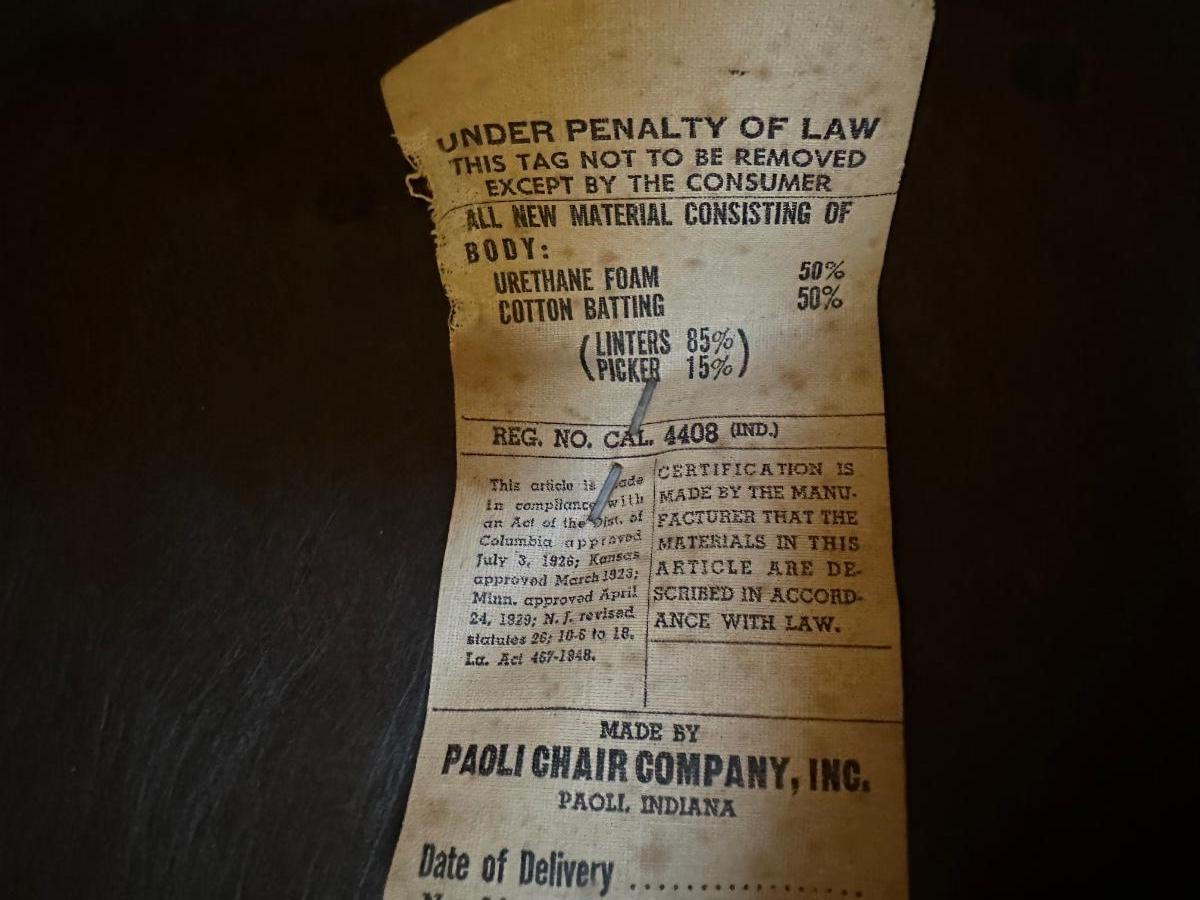 UNDER PENALTY OF LAW
THIS TAG NOT TO BE REMOVED
EXCEPT BY THE CONSUMER
ALL NEW MATERIAL CONSISTING OF
BODY:
URETHANE FOAM 50%
COTTON BATTING 50%
(LINTERS 85%)
(PICKER 15%)
REG. NO. CAL. 4408 (IND.)
This article is made
in compliance with
an Act of the Dist. of
Columbia approved
July 3, 1926; Kansas
approved March 1923;
Minn. approved April
24, 1929; N. J. revised
statutes 26; 10-6 to 18.
La. Act 467-1948.
CERTIFICATION IS
MADE BY THE MANU-
FACTURER THAT THE
MATERIALS IN THIS
ARTICLE ARE DE-
SCRIBED IN ACCORD-
ANCE WITH LAW.
MADE BY
PAOLI CHAIR COMPANY, INC.
PAOLI, INDIANA
Date of Delivery ....................